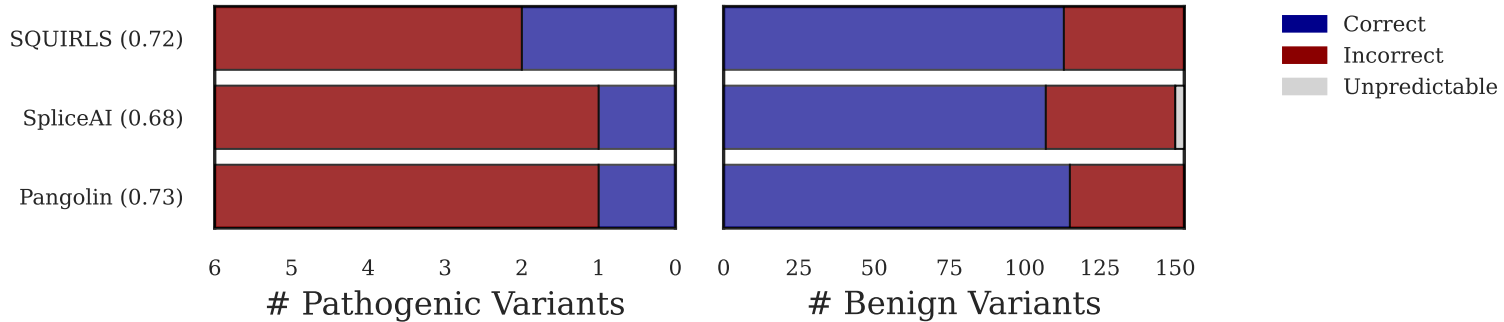 SQUIRLS (0.72)
SpliceAI (0.68)
Pangolin (0.73)
6 5 4 3 2 1 0
# Pathogenic Variants
0 25 50 75 100 125 150
# Benign Variants
Correct
Incorrect
Unpredictable